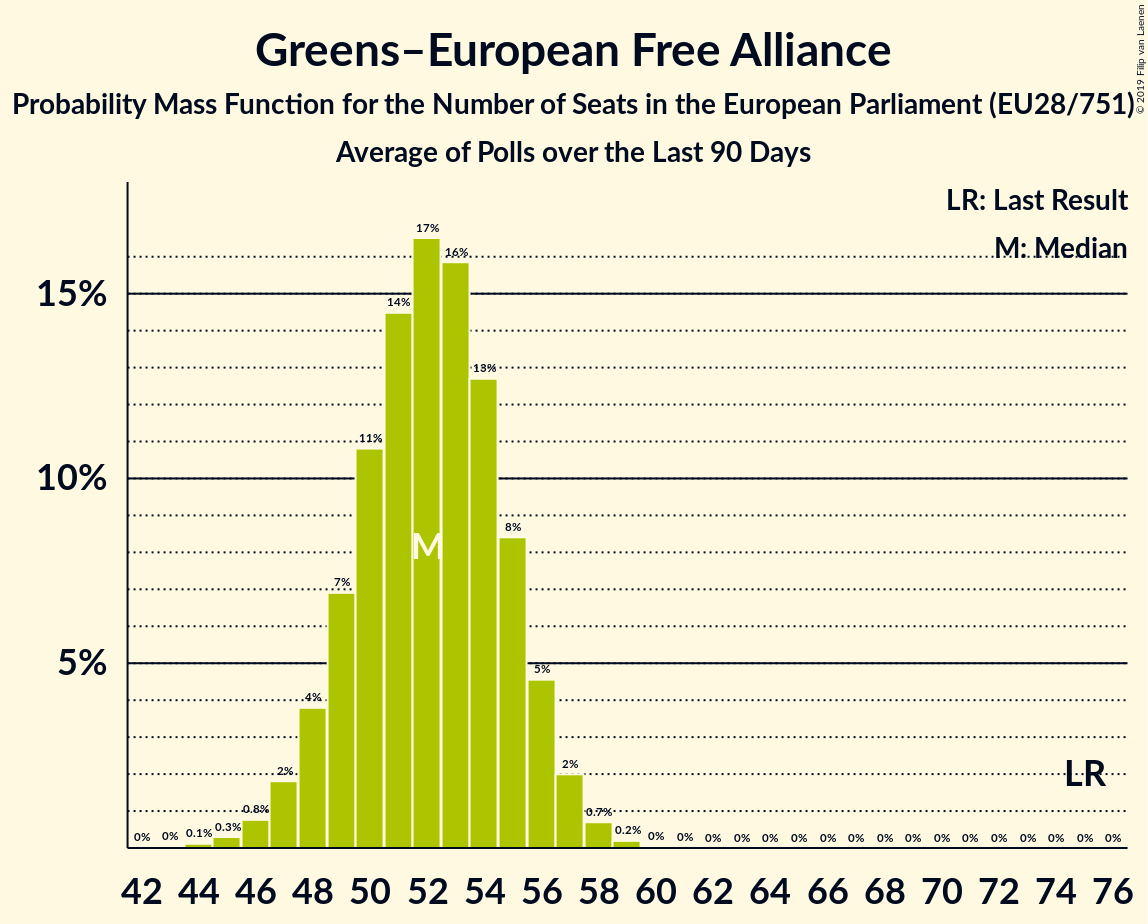 Greens–European Free Alliance
Probability Mass Function for the Number of Seats in the European Parliament (EU28/751)
Average of Polls over the Last 90 Days
© 2019 Filip van Laenen
LR: Last Result
M: Median
15%
10%
5%
0% 0% 0.1% 0.3% 0.8% 2% 4% 7% 11% 14% 17% 16% 13% 8% 5% 2% 0.7% 0.2% 0% 0% 0% 0% 0% 0% 0% 0% 0% 0% 0% 0% 0% 0% 0% 0% 0%
M
LR
42 44 46 48 50 52 54 56 58 60 62 64 66 68 70 72 74 76